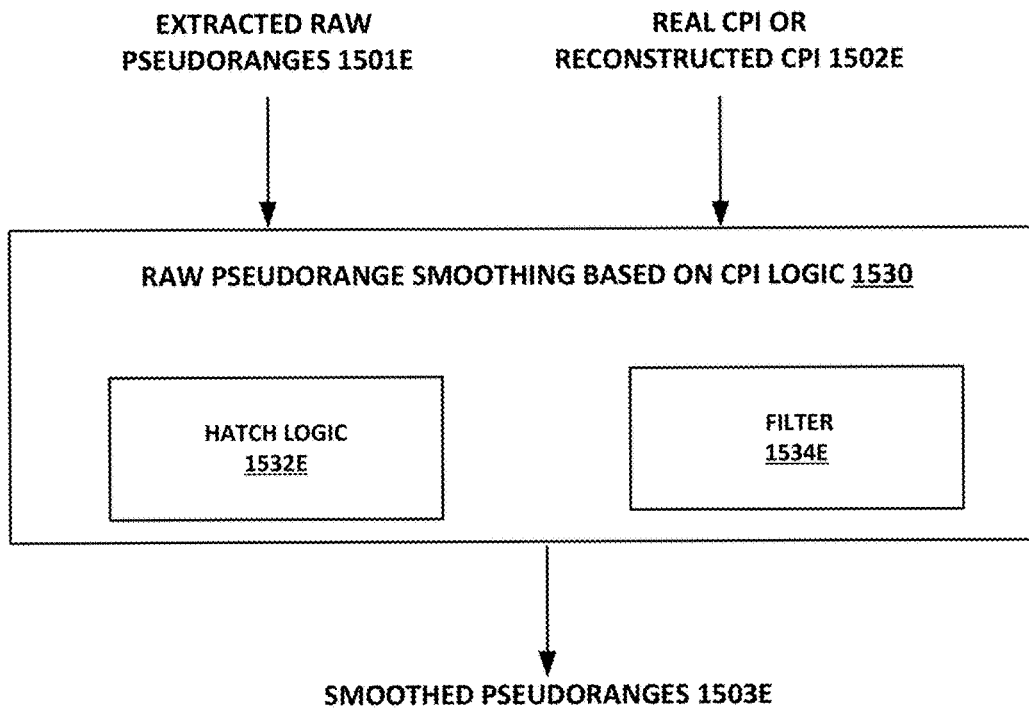 EXTRACTED RAW
PSEUDORANGES 1501E
REAL CPI OR
RECONSTRUCTED CPI 1502E
RAW PSEUDORANGE SMOOTHING BASED ON CPI LOGIC 1530
HATCH LOGIC
1532E
FILTER
1534E
SMOOTHED PSEUDORANGES 1503E